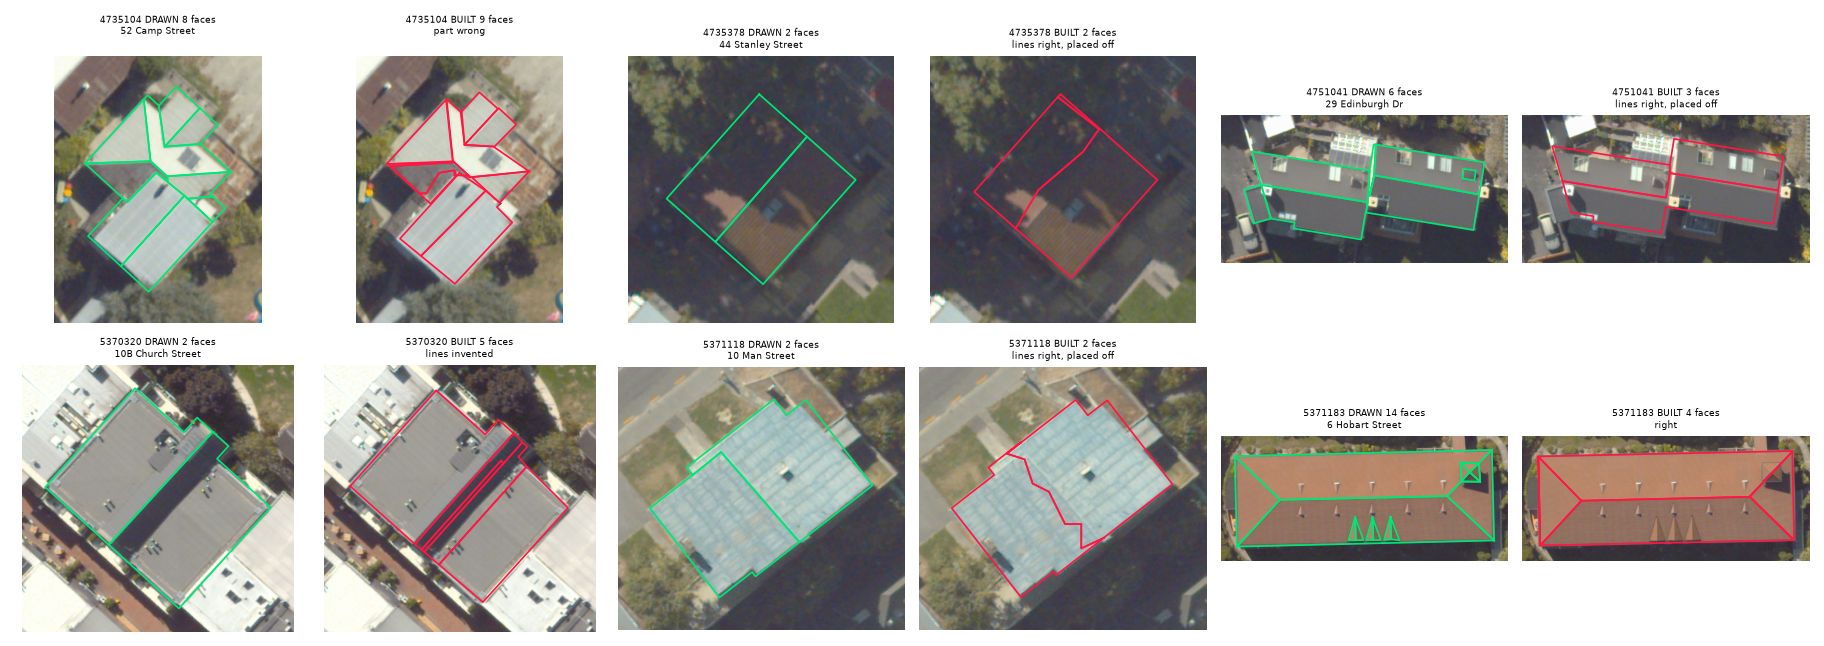 4735104 DRAWN 8 faces
52 Camp Street
4735104 BUILT 9 faces
part wrong
4735378 DRAWN 2 faces
44 Stanley Street
4735378 BUILT 2 faces
lines right, placed off
4751041 DRAWN 6 faces
29 Edinburgh Dr
4751041 BUILT 3 faces
lines right, placed off
5370320 DRAWN 2 faces
10B Church Street
5370320 BUILT 5 faces
lines invented
5371118 DRAWN 2 faces
10 Man Street
5371118 BUILT 2 faces
lines right, placed off
5371183 DRAWN 14 faces
6 Hobart Street
5371183 BUILT 4 faces
right